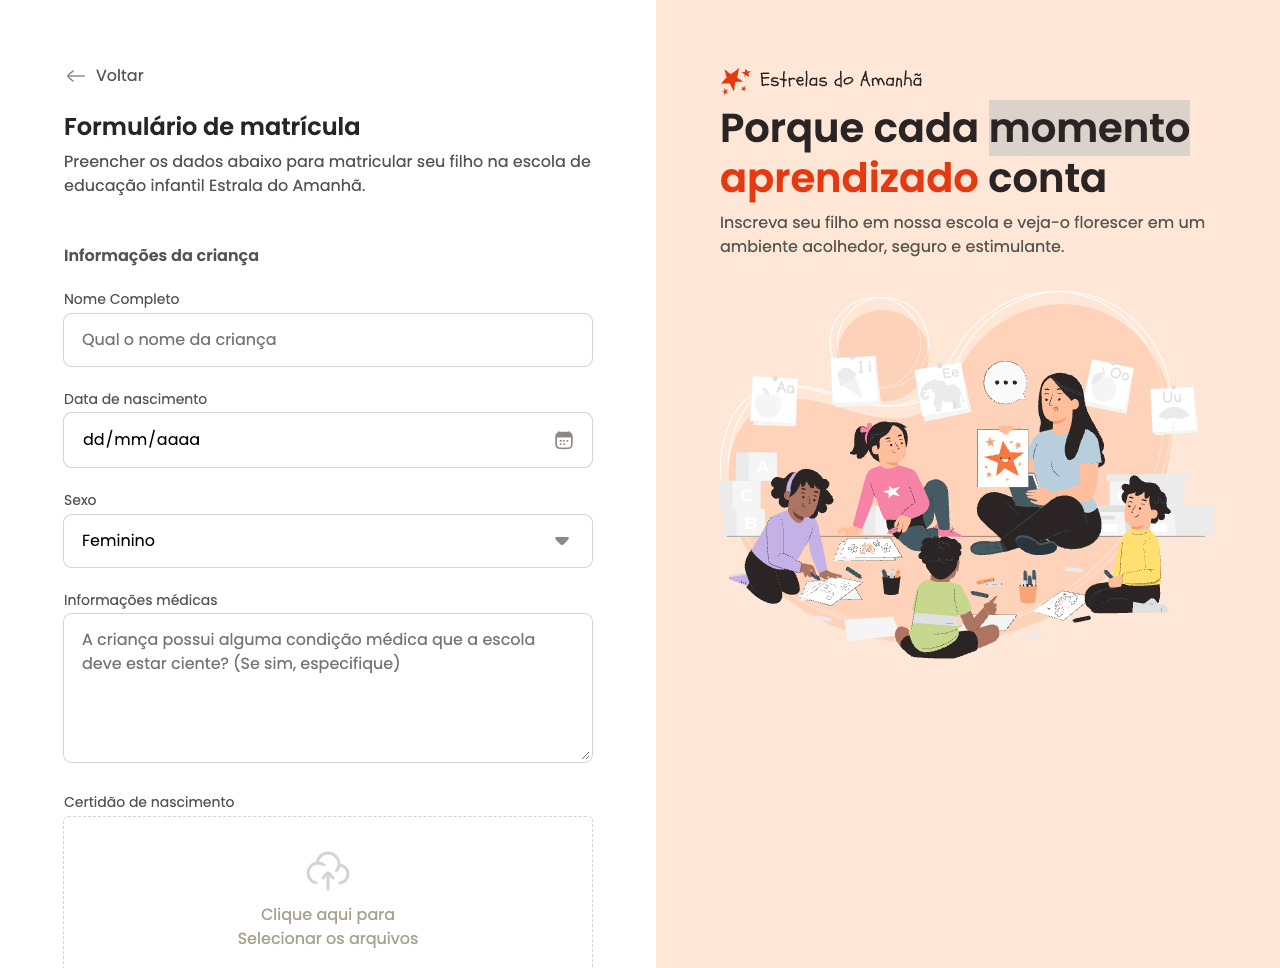 Voltar
Formulário de matrícula
Preencher os dados abaixo para matricular seu filho na escola de
educação infantil Estrala do Amanhã.
Informações da criança
Nome Completo
Qual o nome da criança
Data de nascimento
dd/mm/aaaa
Sexo
Feminino
Informações médicas
A criança possui alguma condição médica que a escola
deve estar ciente? (Se sim, especifique)
Certidão de nascimento
Clique aqui para
Selecionar os arquivos
Estrelas do Amanhã
Porque cada momento
aprendizado conta
Inscreva seu filho em nossa escola e veja-o florescer em um
ambiente acolhedor, seguro e estimulante.
Aa
Ii
Ee
Oo
Uu
A
C
B